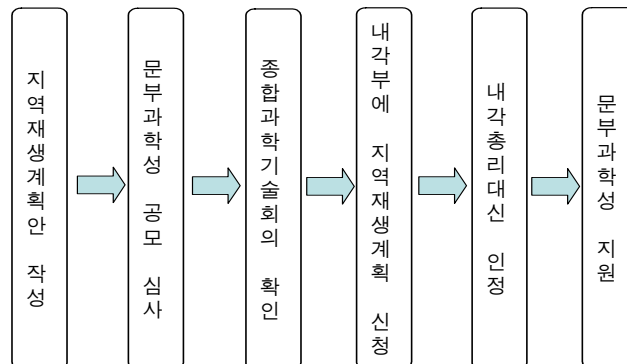 지역재생계획안 작성
문부과학성 공모 심사
종합과학기술회의 확인
내각부에 지역재생계획 신청
내각총리대신 인정
문부과학성 지원